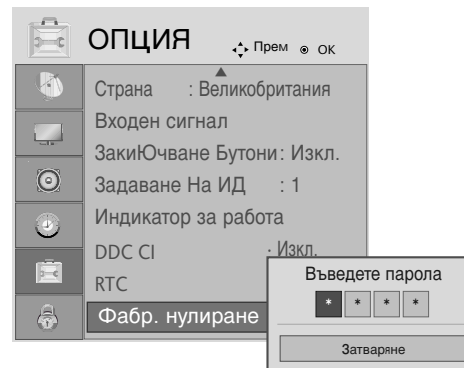 ОПЦИЯ
Прем ОК
Страна : Великобритания
Входен сигнал
ЗакиЮчване Бутони: Изкл.
Задаване На ИД : 1
Индикатор за работа
DDC CI : Изкл.
RTC
Фабр. нулиране
Въведете парола
* * * *
Затваряне